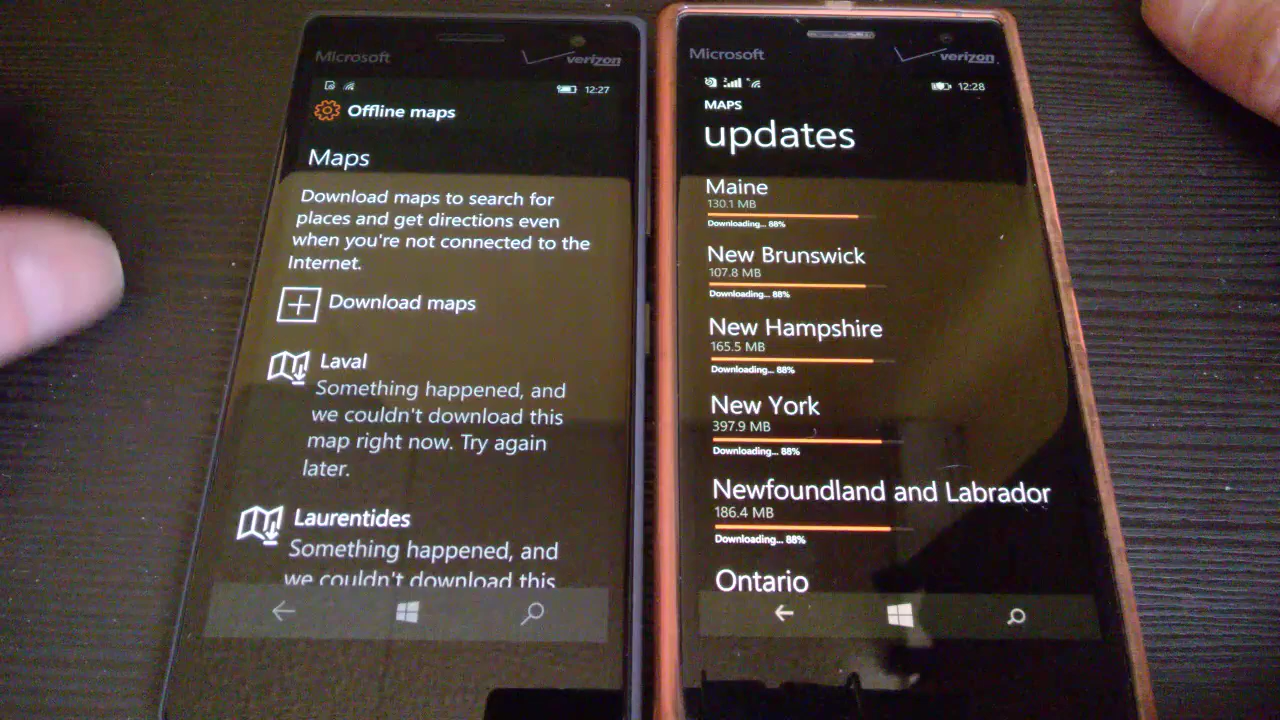 Microsoft
verizon
12:27
Offline maps
Maps
Download maps to search for
places and get directions even
when you're not connected to the
Internet.
Download maps
Laval
Something happened, and
we couldn't download this
map right now. Try again
later.
Laurentides
Something happened, and
we couldn't download this
Microsoft
verizon
12:28
MAPS
updates
Maine
130.1 MB
Downloading... 88%
New Brunswick
107.8 MB
Downloading... 88%
New Hampshire
165.5 MB
Downloading... 88%
New York
397.9 MB
Downloading... 88%
Newfoundland and Labrador
186.4 MB
Downloading... 88%
Ontario